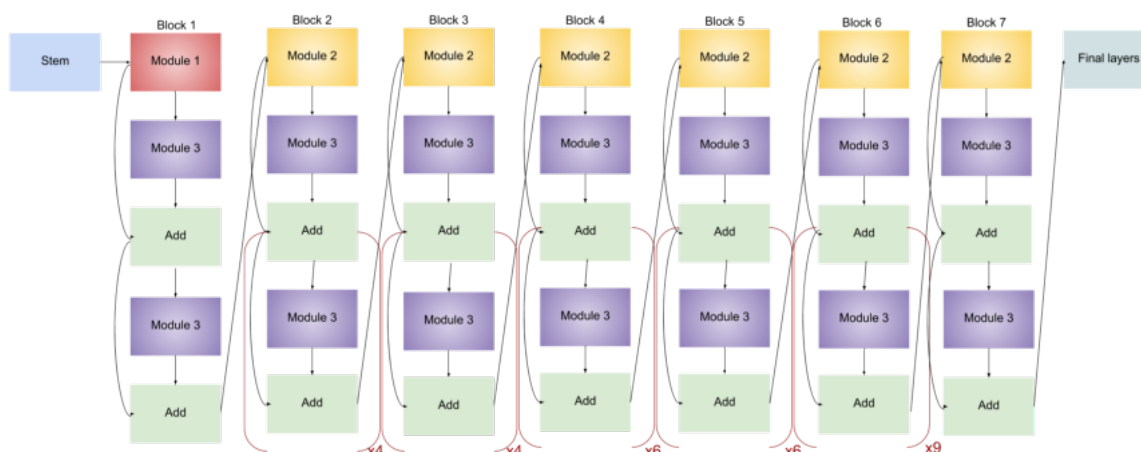 Block 1
Block 2
Block 3
Block 4
Block 5
Block 6
Block 7
Stem
Module 1
Module 2
Module 2
Module 2
Module 2
Module 2
Module 2
Final layers
Module 3
Module 3
Module 3
Module 3
Module 3
Module 3
Module 3
Add
Add
Add
Add
Add
Add
Add
Module 3
Module 3
Module 3
Module 3
Module 3
Module 3
Module 3
Add
Add
Add
Add
Add
Add
Add
x4
x4
x6
x6
x9